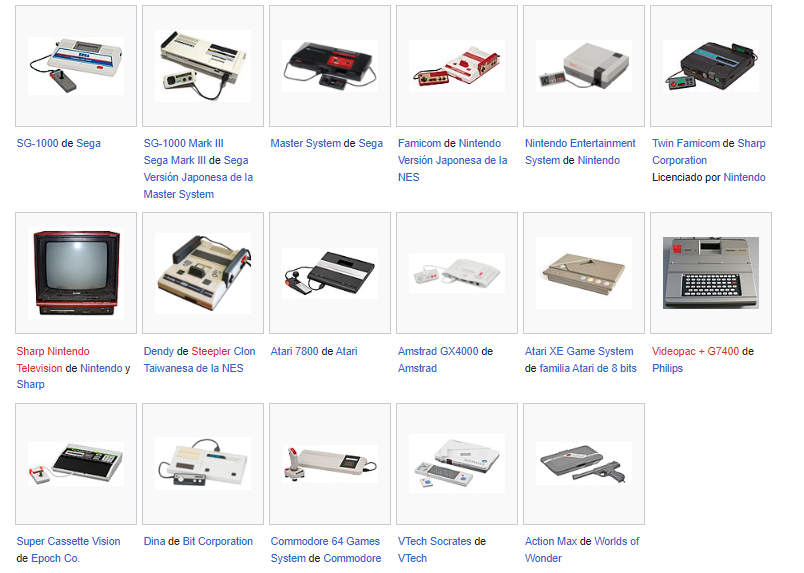 SG-1000 de Sega
SG-1000 Mark III
Sega Mark III de Sega
Versión Japonesa de la
Master System
Master System de Sega
Famicom de Nintendo
Versión Japonesa de la
NES
Nintendo Entertainment
System de Nintendo
Twin Famicom de Sharp
Corporation
Licenciado por Nintendo
Sharp Nintendo
Television de Nintendo y
Sharp
Dendy de Steepler Clon
Taiwanesa de la NES
Atari 7800 de Atari
Amstrad GX4000 de
Amstrad
Atari XE Game System
de familia Atari de 8 bits
Videopac + G7400 de
Philips
Super Cassette Vision
de Epoch Co.
Dina de Bit Corporation
Commodore 64 Games
System de Commodore
VTech Socrates de
VTech
Action Max de Worlds of
Wonder